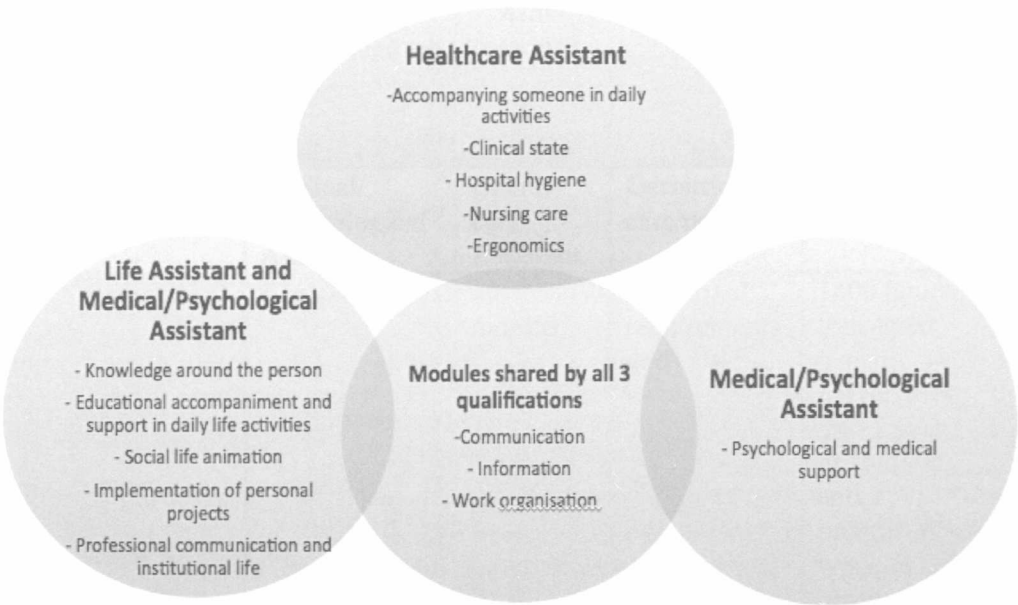 Healthcare Assistant
-Accompanying someone in daily
activities
-Clinical state
- Hospital hygiene
-Nursing care
-Ergonomics
Life Assistant and
Medical/Psychological
Assistant
- Knowledge around the person
- Educational accompaniment and
support in daily life activities
- Social life animation
- Implementation of personal
projects
- Professional communication and
institutional life
Modules shared by all 3
qualifications
-Communication
- Information
- Work organisation
Medical/Psychological
Assistant
- Psychological and medical
support